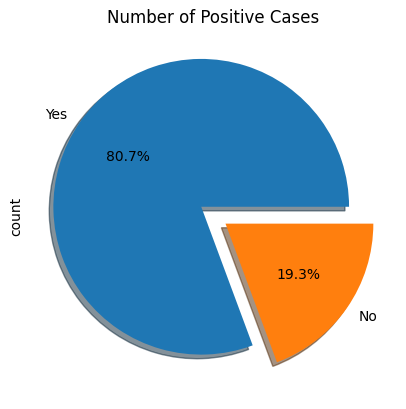 Number of Positive Cases
Yes
80.7%
count
19.3%
No